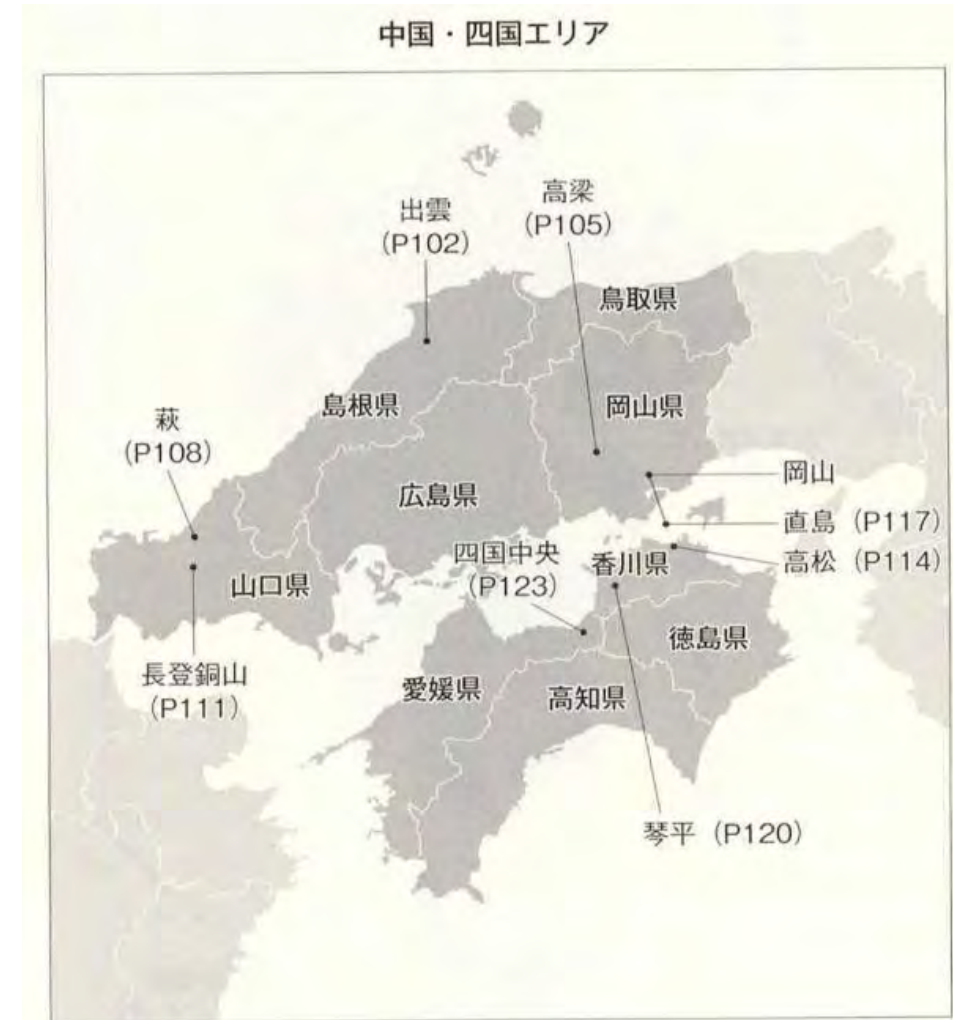 中国・四国エリア
高梁
(P105)
出雲
(P102)
鳥取県
島根県
岡山県
萩
(P108)
岡山
広島県
直島 (P117)
四国中央
(P123)
香川県
高松 (P114)
山口県
徳島県
長登銅山
(P111)
愛媛県
高知県
琴平 (P120)